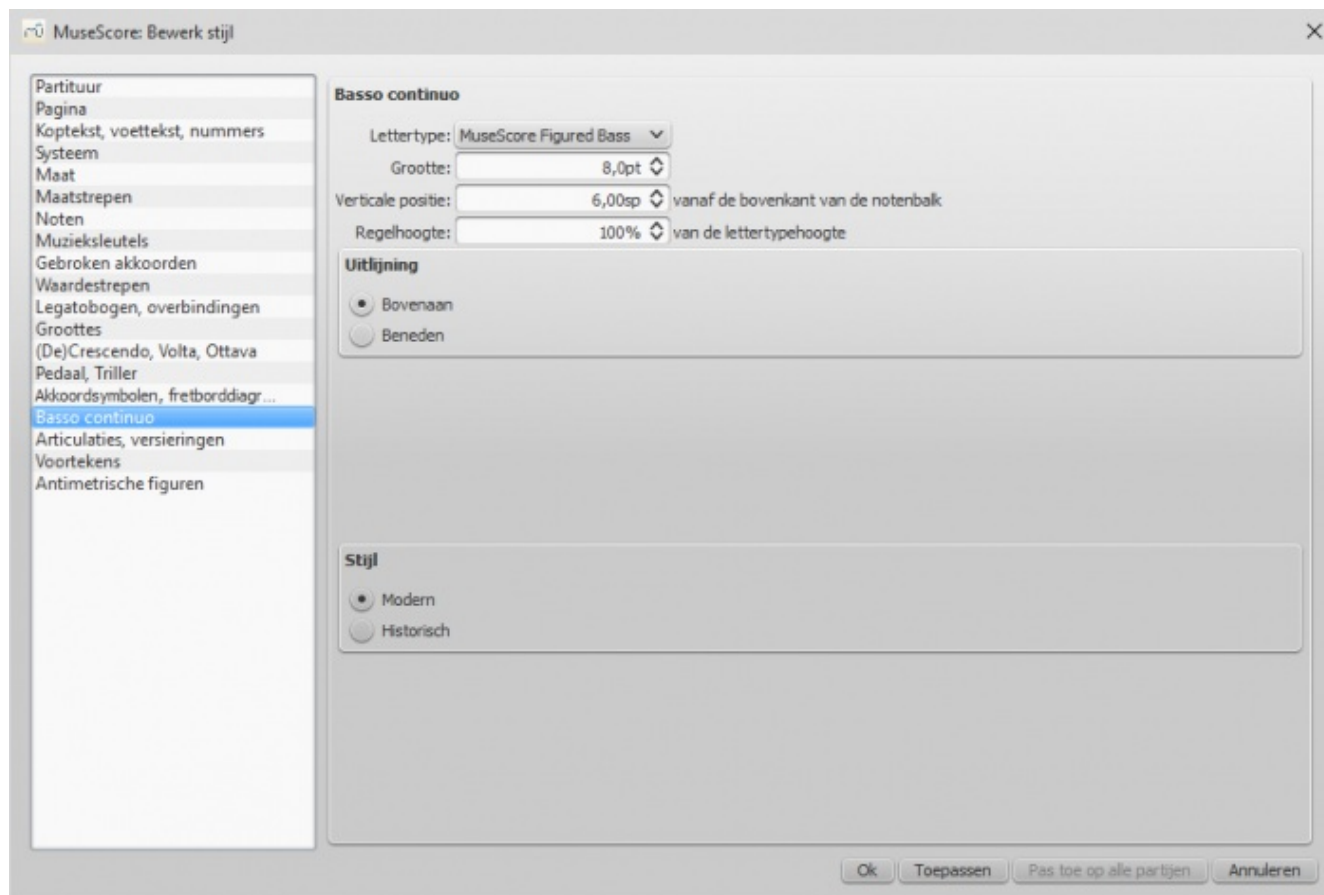 MuseScore: Bewerk stijl
Partituur
Pagina
Koptekst, voettekst, nummers
Systeem
Maat
Maatstrepen
Noten
Muzieksleutels
Gebroken akkoorden
Waardestrepen
Legatobogen, overbindingen
Groottes
(De)Crescendo, Volta, Ottava
Pedaal, Triller
Akkoordsymbolen, fretborddiagr...
Basso continuo
Articulaties, versieringen
Voortekens
Antimetrische figuren
Basso continuo
Lettertype: MuseScore Figured Bass
Grootte: 8,0pt
Verticale positie: 6,00sp vanaf de bovenkant van de notenbalk
Regelhoogte: 100% van de lettertypehoogte
Uitlijning
Bovenaan
Beneden
Stijl
Modern
Historisch
Ok Toepassen Pas toe op alle partijen Annuleren